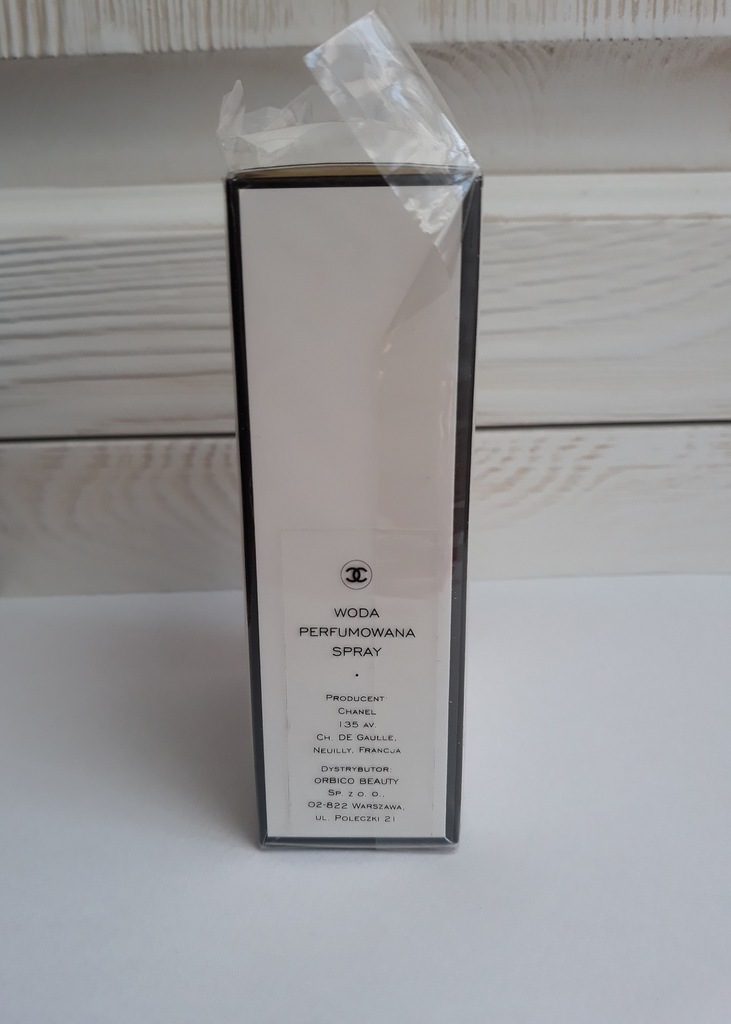 WODA
PERFUMOWANA
SPRAY
PRODUCENT:
CHANEL
135 AV.
CH. DE GAULLE,
NEUILLY, FRANCJA
DYSTRYBUTOR:
ORBICO BEAUTY
SP. Z O. O.,
02-822 WARSZAWA,
UL. POLECZKI 21